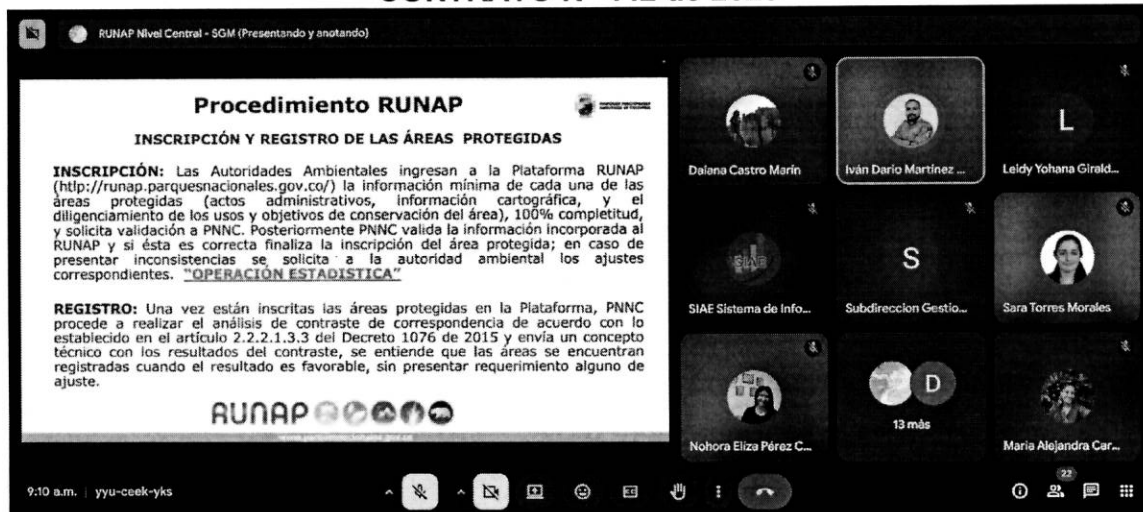 RUNAP Nivel Central - SGM (Presentando y anotando)
Procedimiento RUNAP
INSCRIPCIÓN Y REGISTRO DE LAS ÁREAS PROTEGIDAS
INSCRIPCIÓN: Las Autoridades Ambientales ingresan a la Plataforma RUNAP
(http://runap.parquesnacionales.gov.co/) la información mínima de cada una de las
áreas protegidas (actos administrativos, información cartográfica, y el
diligenciamiento de los usos y objetivos de conservación del área), 100% completitud,
y solicita validación a PNNC. Posteriormente PNNC valida la información incorporada al
RUNAP y si ésta es correcta finaliza la inscripción del área protegida; en caso de
presentar inconsistencias se solicita a la autoridad ambiental los ajustes
correspondientes. "OPERACIÓN ESTADISTICA"
REGISTRO: Una vez están inscritas las áreas protegidas en la Plataforma, PNNC
procede a realizar el análisis de contraste de correspondencia de acuerdo con lo
establecido en el artículo 2.2.2.1.3.3 del Decreto 1076 de 2015 y envía un concepto
técnico con los resultados del contraste, se entiende que las áreas se encuentran
registradas cuando el resultado es favorable, sin presentar requerimiento alguno de
ajuste.
RUNAP
Daiana Castro Marín
Iván Dario Martínez ...
L
Leidy Yohana Girald...
SIAE
SIAE Sistema de Info...
S
Subdireccion Gestio...
Sara Torres Morales
Nohora Eliza Pérez C...
D
13 más
Maria Alejandra Car...
9:10 a.m. | yyu-ceek-yks
22